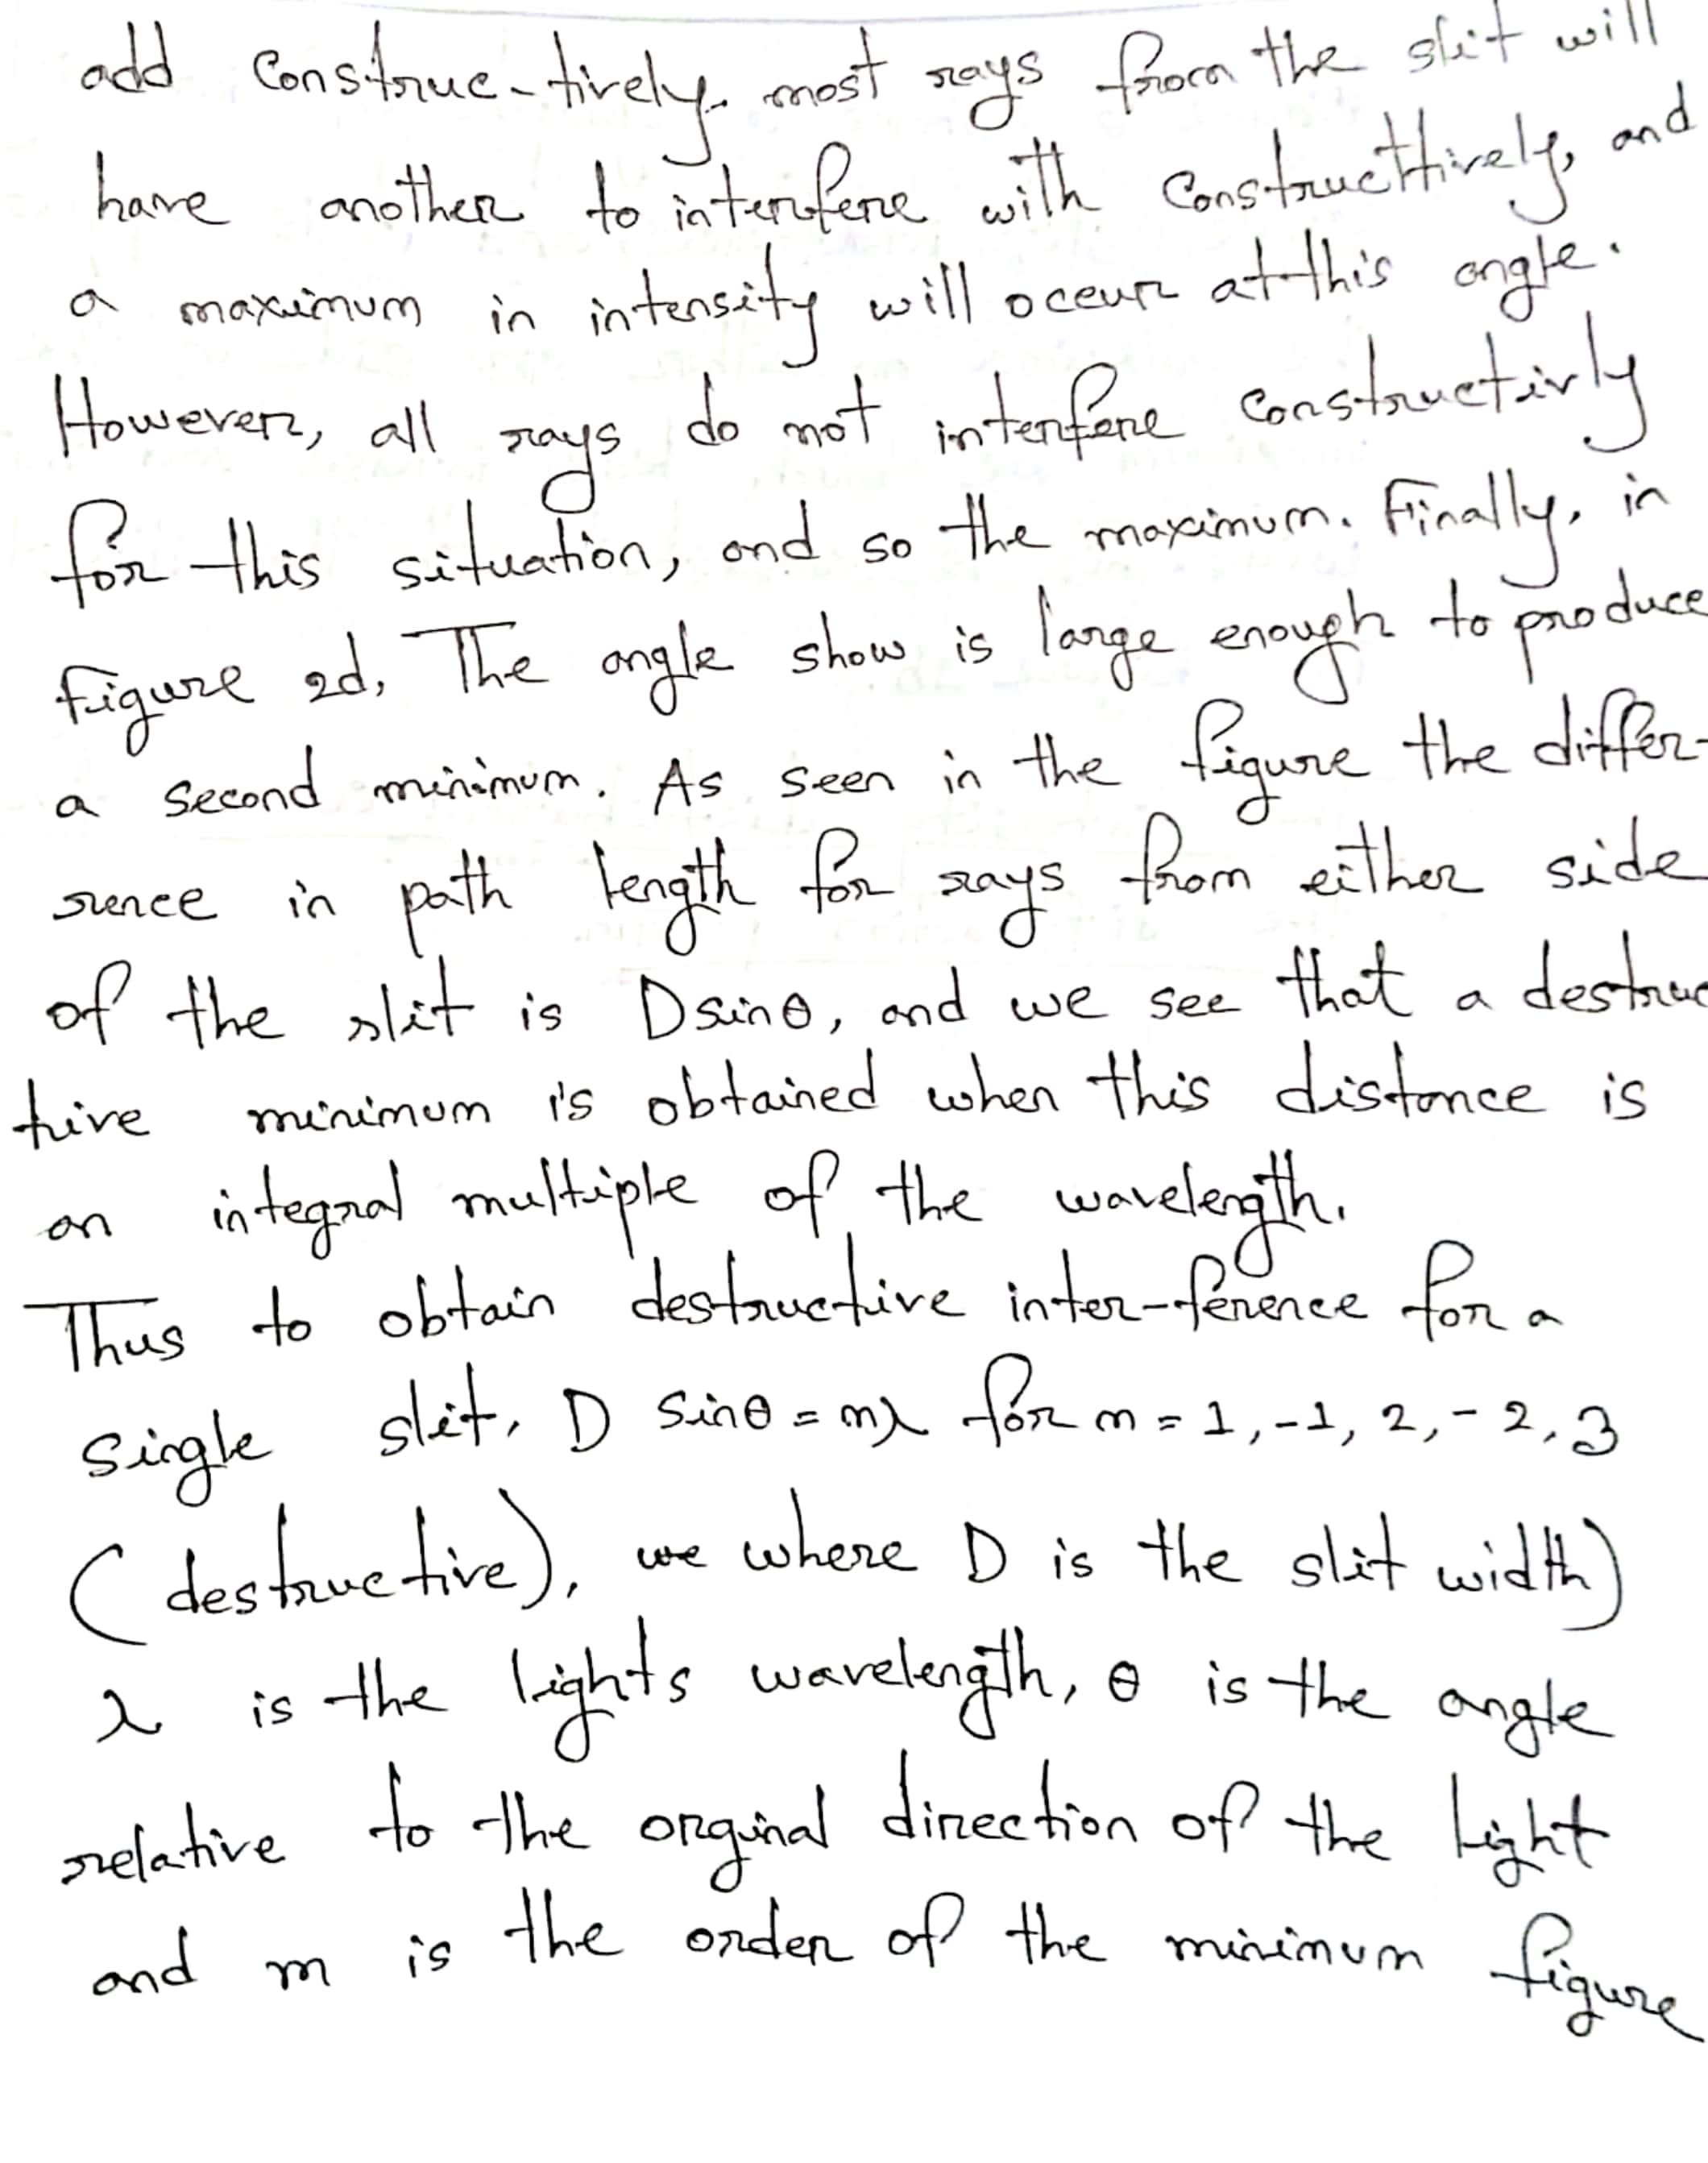 add Construc-tively. most rays from the slit will
have another to interfere with Constructtively, and
a maximum in intensity will occur at this angle.
However, all rays do not interfere constructivly
for this situation, and so the maximum. Finally, in
figure 2d, The angle show is large enough to produce
a second minimum. As seen in the figure the differ-
rence in path length for rays from either side
of the slit is D sinθ, and we see that a destruc
tive minimum is obtained when this distance is
an integral multiple of the wavelength.
Thus to obtain destructive inter-ference for a
single slit, D sinθ = mλ for m = 1, -1, 2, -2, 3
(destructive), we where D is the slit width)
λ is the lights wavelength, θ is the angle
relative to the orginal direction of the light
and m is the order of the minimum figure